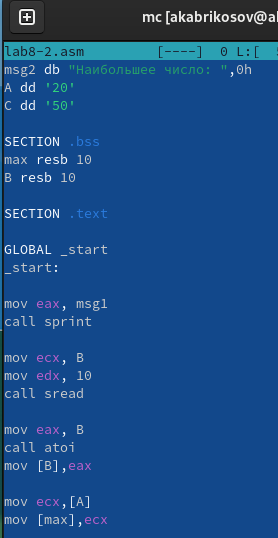 mc [akabrikosov@a
lab8-2.asm [----] 0 L:[
msg2 db "Наибольшее число: ",0h
A dd '20'
C dd '50'
SECTION .bss
max resb 10
B resb 10
SECTION .text
GLOBAL _start
_start:
mov eax, msg1
call sprint
mov ecx, B
mov edx, 10
call sread
mov eax, B
call atoi
mov [B],eax
mov ecx,[A]
mov [max],ecx